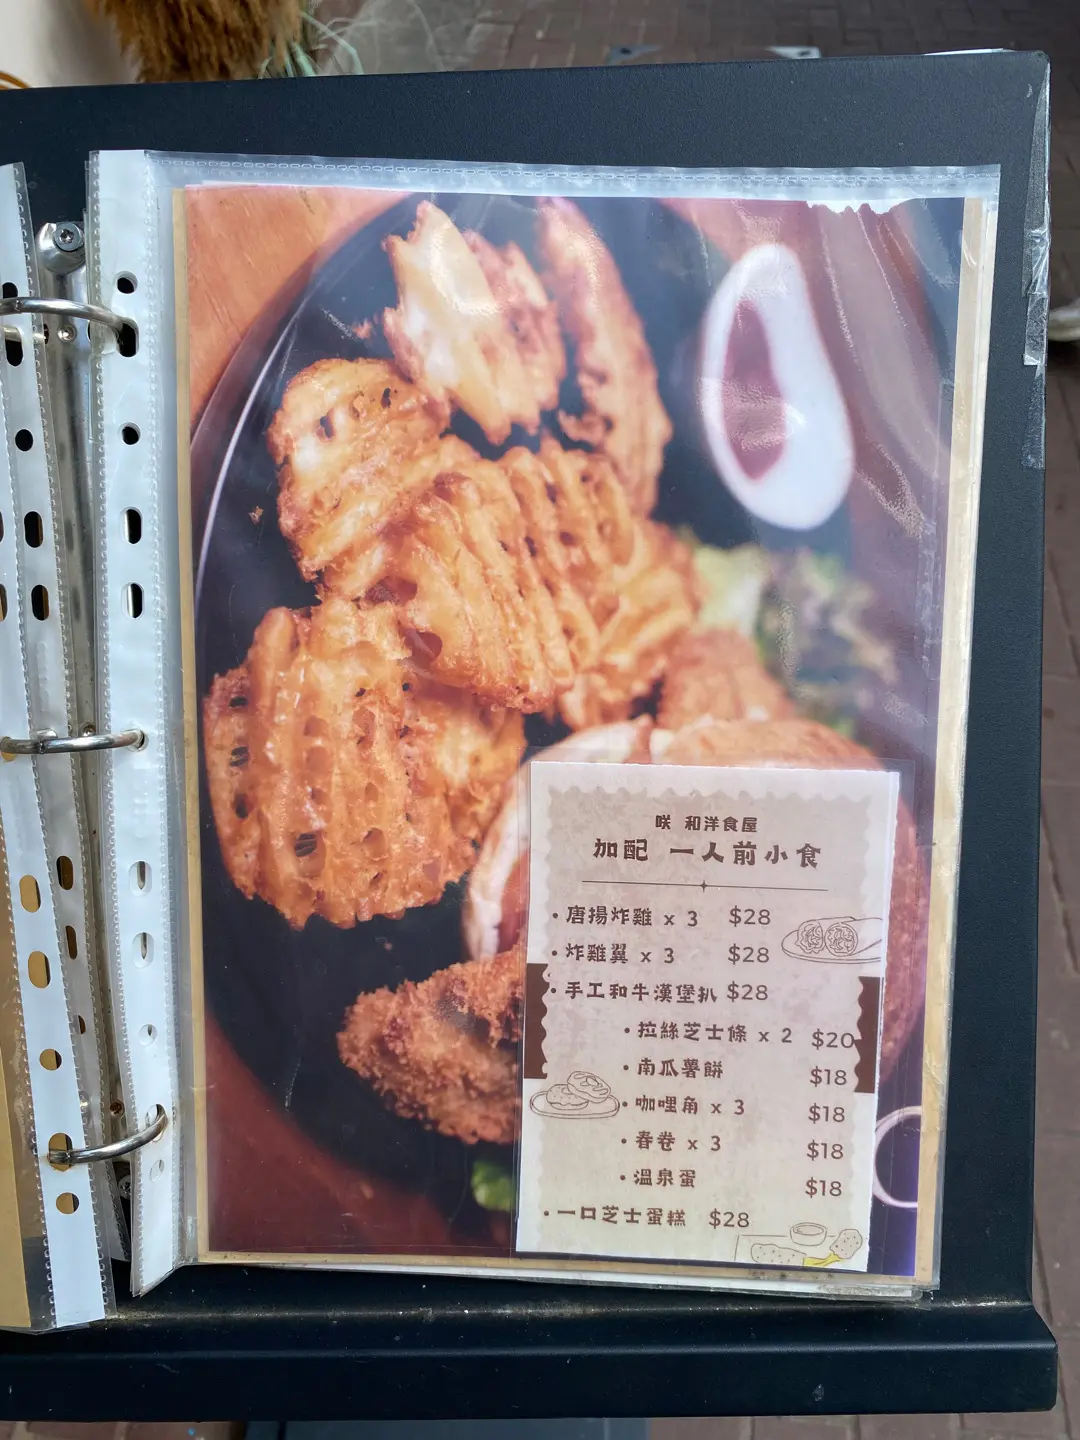 咲 和洋食屋
加配 一人前小食
• 唐揚炸雞 x 3 $28
• 炸雞翼 x 3 $28
• 手工和牛漢堡扒 $28
• 拉絲芝士條 x 2 $20
• 南瓜薯餅 $18
• 咖哩角 x 3 $18
• 春卷 x 3 $18
• 溫泉蛋 $18
• 一口芝士蛋糕 $28